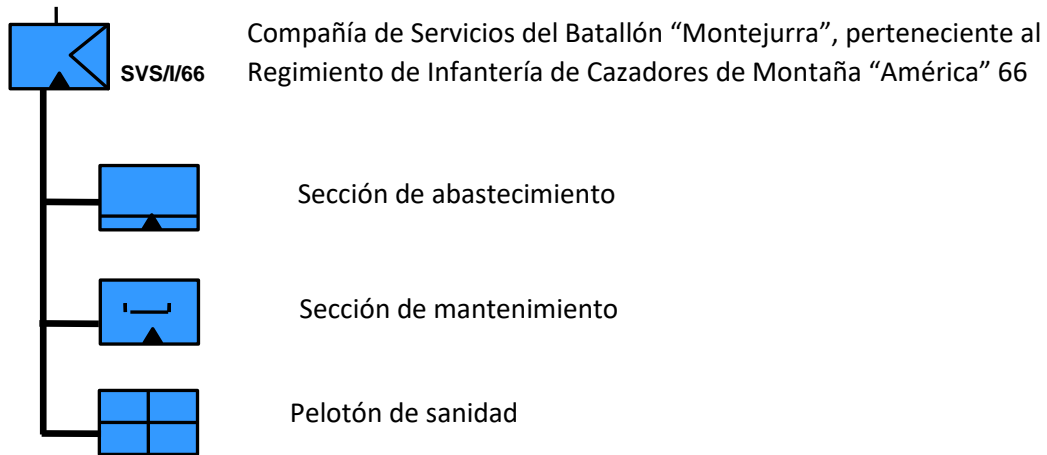 Compañía de Servicios del Batallón “Montejurra”, perteneciente al
SVS/I/66
Regimiento de Infantería de Cazadores de Montaña “América” 66
Sección de abastecimiento
Sección de mantenimiento
Pelotón de sanidad